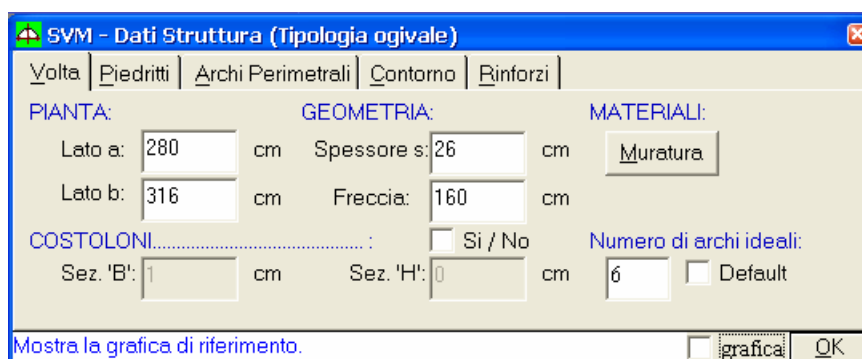 SVM - Dati Struttura (Tipologia ogivale)
Volta Piedritti Archi Perimetrali Contorno Rinforzi
PIANTA: GEOMETRIA: MATERIALI:
Lato a: 280 cm Spessore s: 26 cm Muratura
Lato b: 316 cm Freccia: 160 cm
COSTOLONI............................................. : Si / No Numero di archi ideali:
Sez. 'B': 1 cm Sez. 'H': 0 cm 6 Default
Mostra la grafica di riferimento. grafica OK